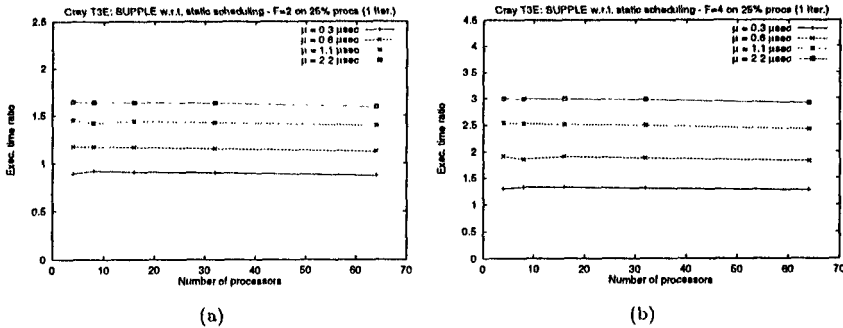 Cray T3E: SUPPLE w.r.t. static scheduling - F=2 on 25% procs (1 iter.)
2.5
2
1.5
1
0.5
0
Exec. time ratio
μ = 0.3 μsec
μ = 0.6 μsec
μ = 1.1 μsec
μ = 2.2 μsec
0 10 20 30 40 50 60 70
Number of processors
(a)
Cray T3E: SUPPLE w.r.t. static scheduling - F=4 on 25% procs (1 iter.)
4.5
4
3.5
3
2.5
2
1.5
1
0.5
0
Exec. time ratio
μ = 0.3 μsec
μ = 0.6 μsec
μ = 1.1 μsec
μ = 2.2 μsec
0 10 20 30 40 50 60 70
Number of processors
(b)